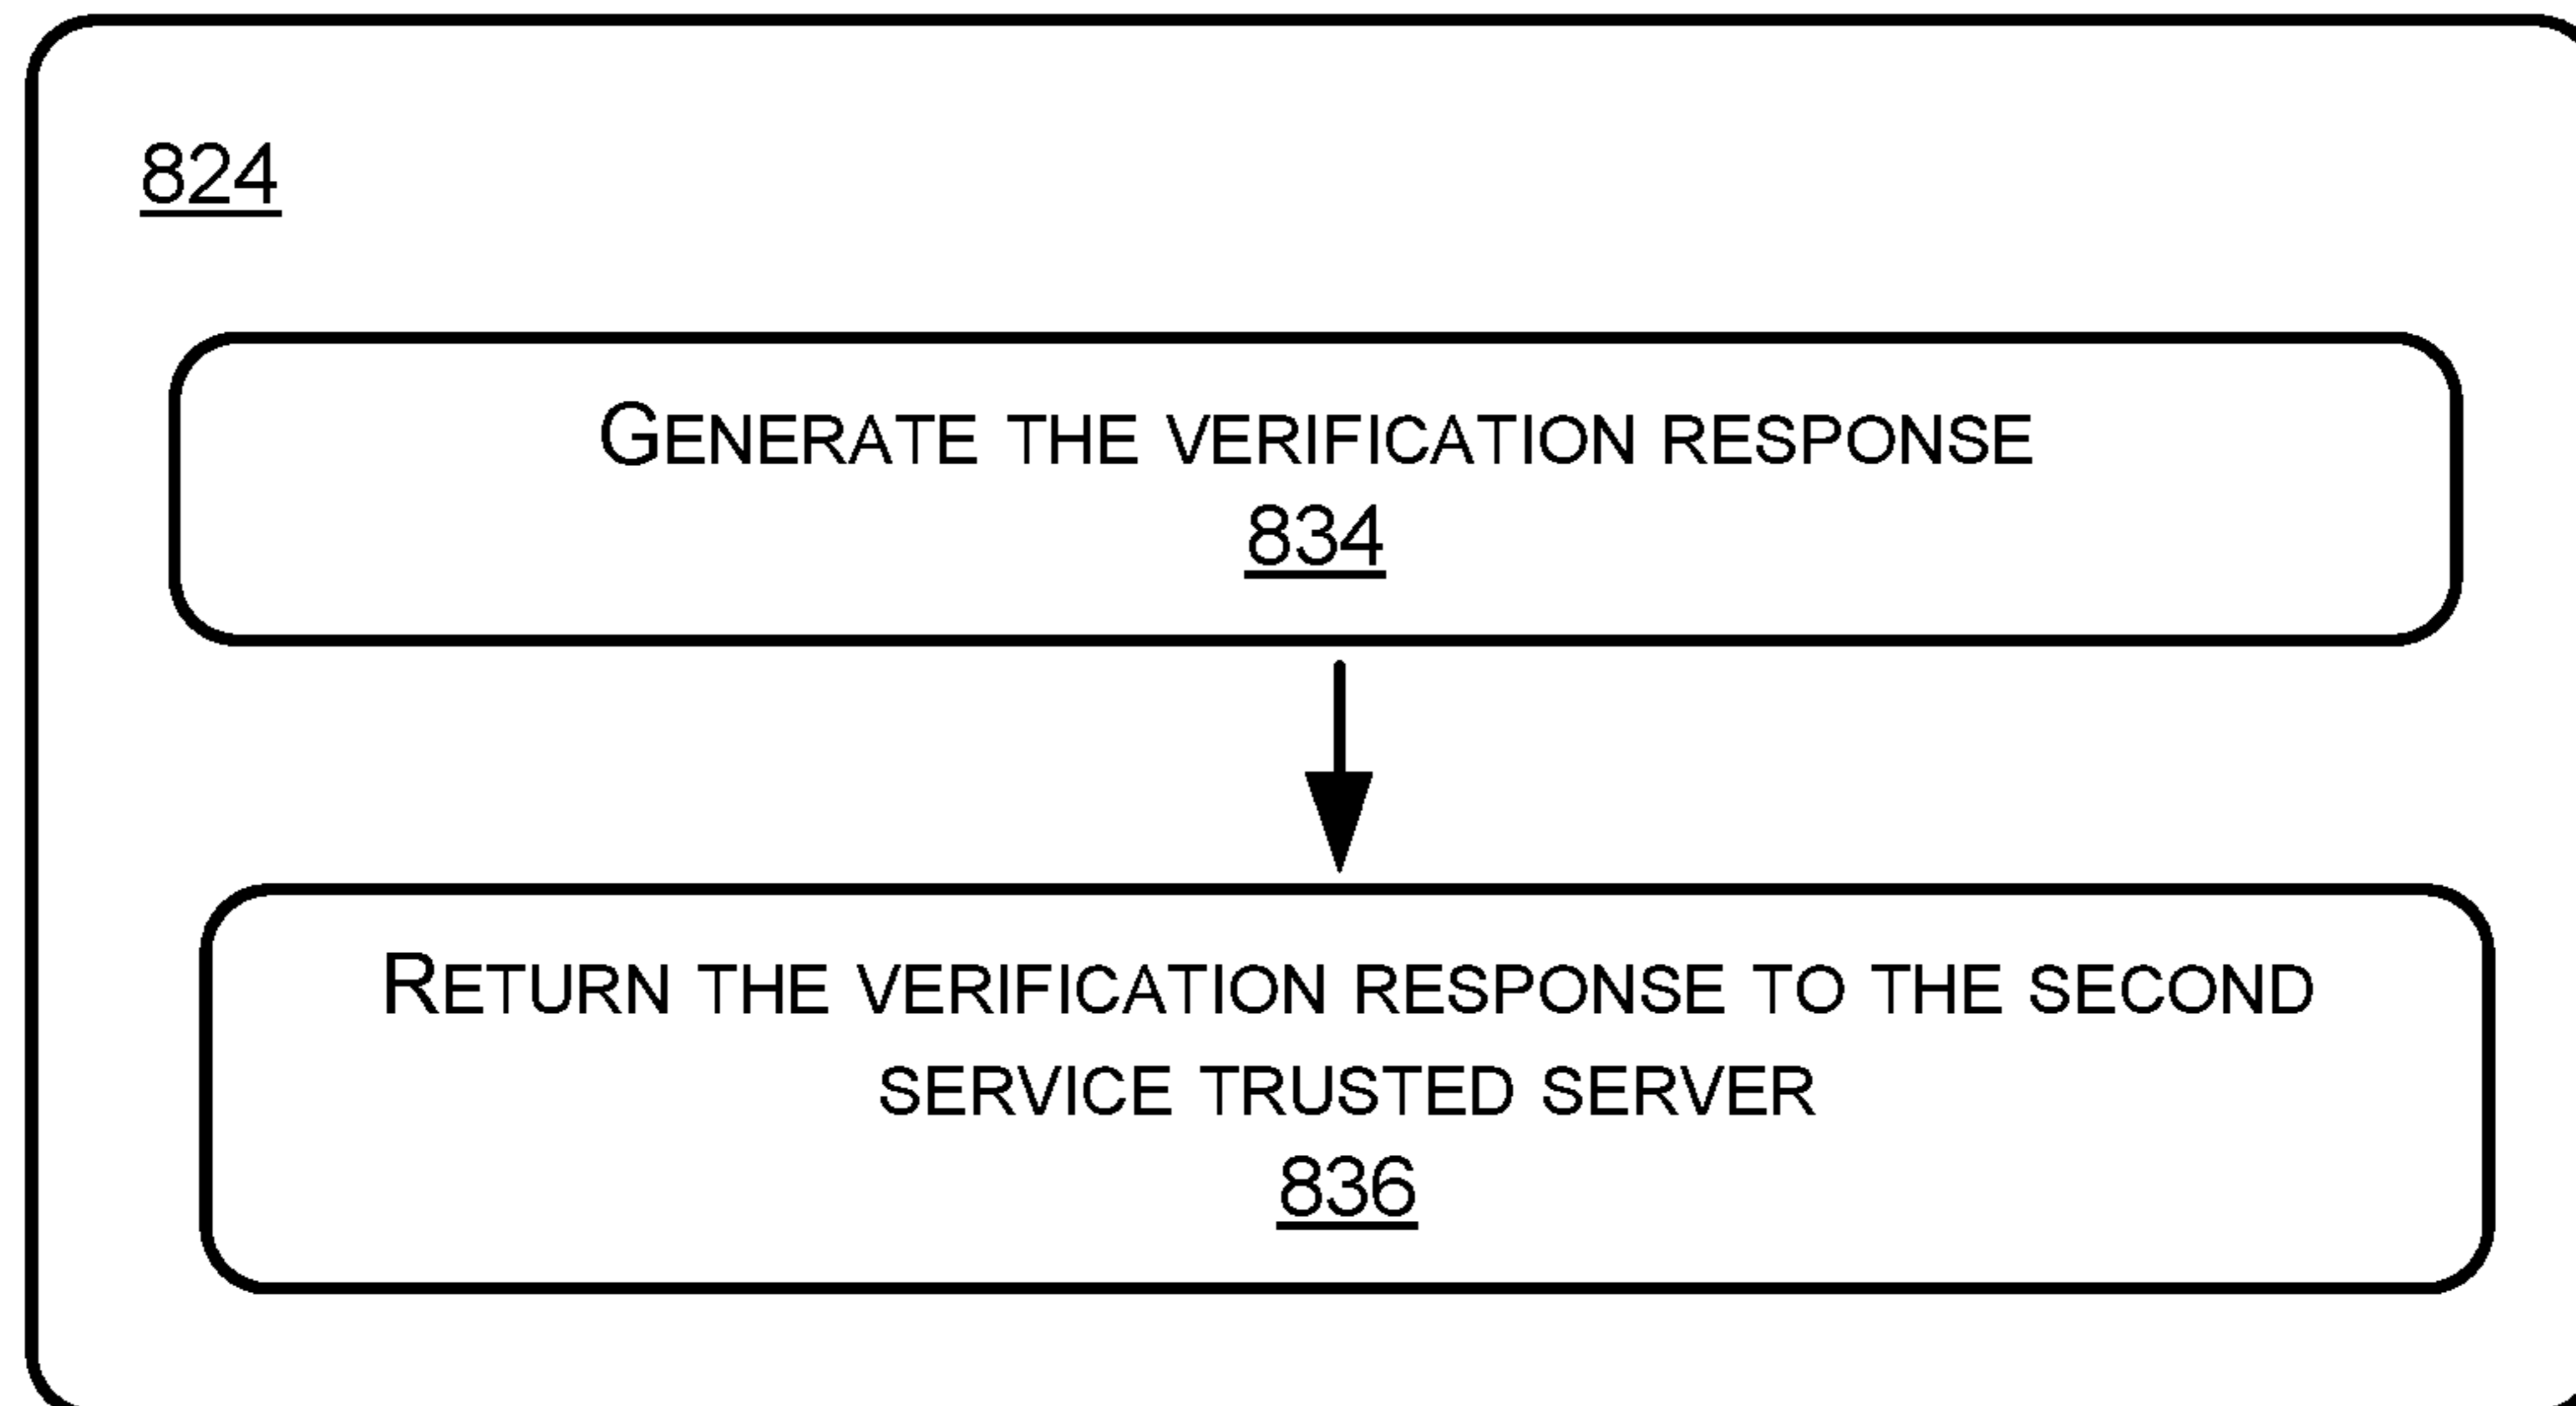 824
GENERATE THE VERIFICATION RESPONSE
834
RETURN THE VERIFICATION RESPONSE TO THE SECOND
SERVICE TRUSTED SERVER
836